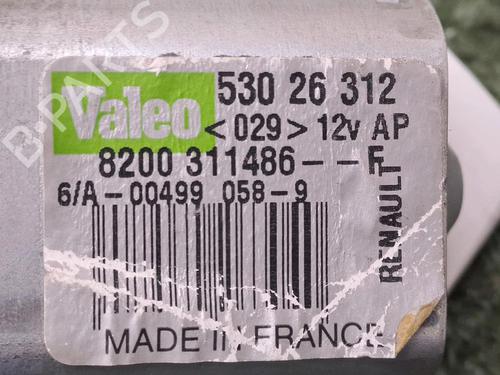 B-PARTS
Valeo
530 26 312
<029> 12v AP
8200 311486--F
6/A-00499 058-9
RENAULT
MADE IN FRANCE